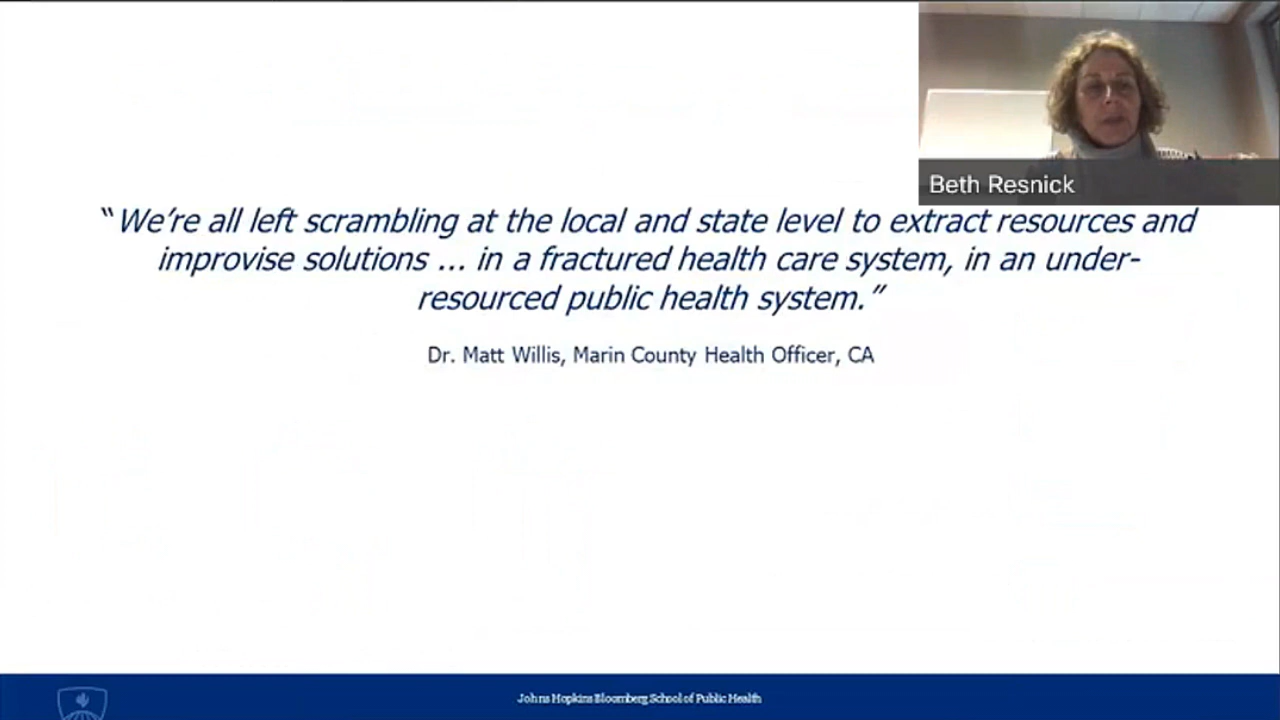 Beth Resnick
“We’re all left scrambling at the local and state level to extract resources and
improvise solutions ... in a fractured health care system, in an under-
resourced public health system.”
Dr. Matt Willis, Marin County Health Officer, CA
Johns Hopkins Bloomberg School of Public Health